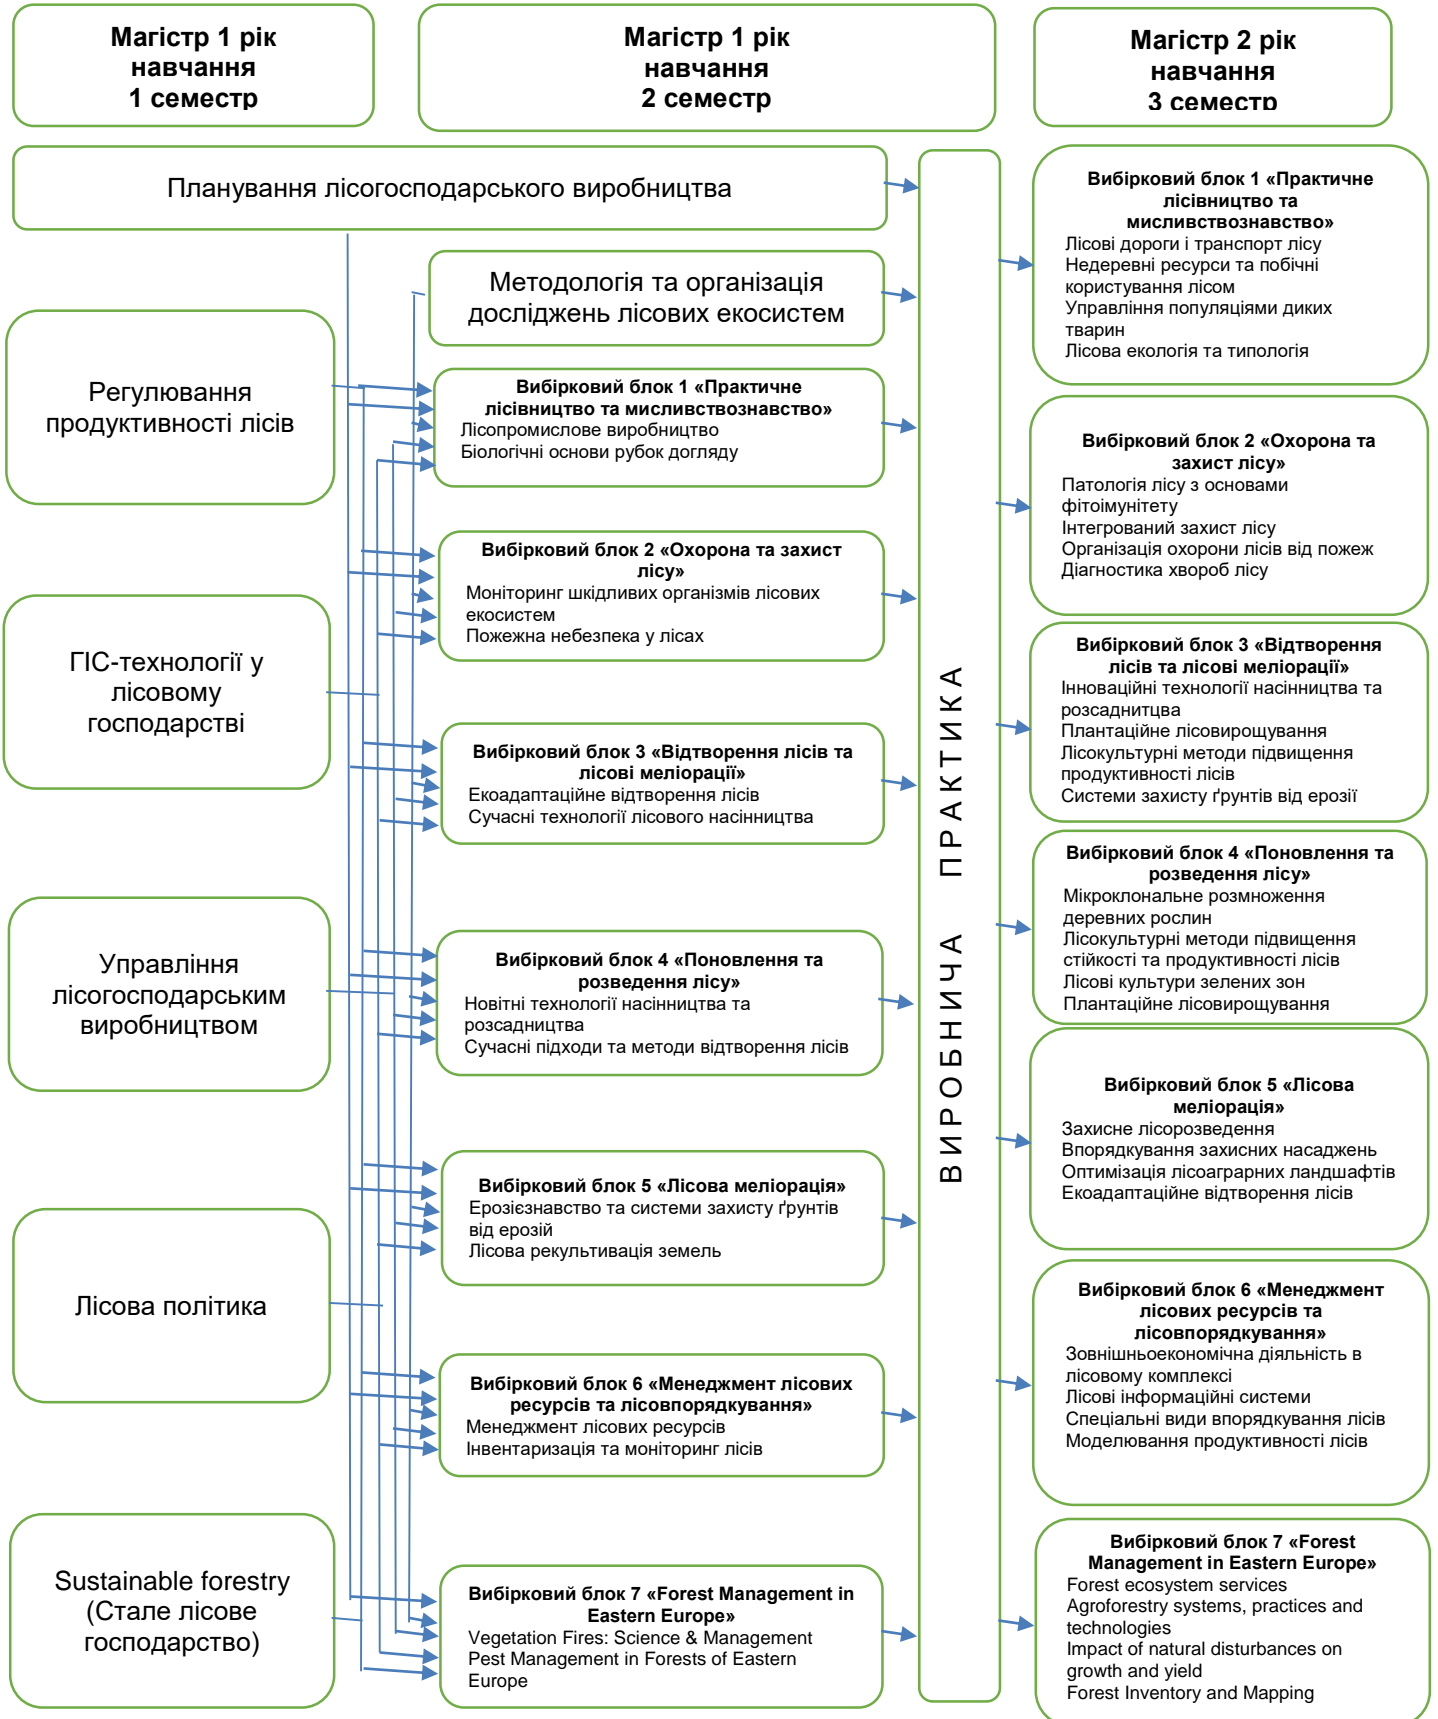 Магістр 1 рік
навчання
1 семестр
Магістр 1 рік
навчання
2 семестр
Магістр 2 рік
навчання
3 семестр
Планування лісогосподарського виробництва
Методологія та організація
досліджень лісових екосистем
Регулювання
продуктивності лісів
ГІС-технології у
лісовому
господарстві
Управління
лісогосподарським
виробництвом
Лісова політика
Sustainable forestry
(Стале лісове
господарство)
Вибірковий блок 1 «Практичне
лісівництво та мисливствознавство»
Лісопромислове виробництво
Біологічні основи рубок догляду
Вибірковий блок 2 «Охорона та захист
лісу»
Моніторинг шкідливих організмів лісових
екосистем
Пожежна небезпека у лісах
Вибірковий блок 3 «Відтворення лісів та
лісові меліорації»
Екоадаптаційне відтворення лісів
Сучасні технології лісового насінництва
Вибірковий блок 4 «Поновлення та
розведення лісу»
Новітні технології насінництва та
розсадництва
Сучасні підходи та методи відтворення лісів
Вибірковий блок 5 «Лісова меліорація»
Ерозієзнавство та системи захисту ґрунтів
від ерозій
Лісова рекультивація земель
Вибірковий блок 6 «Менеджмент лісових
ресурсів та лісовпорядкування»
Менеджмент лісових ресурсів
Інвентаризація та моніторинг лісів
Вибірковий блок 7 «Forest Management in
Eastern Europe»
Vegetation Fires: Science & Management
Pest Management in Forests of Eastern
Europe
ВИРОБНИЧА ПРАКТИКА
Вибірковий блок 1 «Практичне
лісівництво та
мисливствознавство»
Лісові дороги і транспорт лісу
Недеревні ресурси та побічні
користування лісом
Управління популяціями диких
тварин
Лісова екологія та типологія
Вибірковий блок 2 «Охорона та
захист лісу»
Патологія лісу з основами
фітоімунітету
Інтегрований захист лісу
Організація охорони лісів від пожеж
Діагностика хвороб лісу
Вибірковий блок 3 «Відтворення
лісів та лісові меліорації»
Інноваційні технології насінництва та
розсаднитцва
Плантаційне лісовирощування
Лісокультурні методи підвищення
продуктивності лісів
Системи захисту ґрунтів від ерозії
Вибірковий блок 4 «Поновлення та
розведення лісу»
Мікроклональне розмноження
деревних рослин
Лісокультурні методи підвищення
стійкості та продуктивності лісів
Лісові культури зелених зон
Плантаційне лісовирощування
Вибірковий блок 5 «Лісова
меліорація»
Захисне лісорозведення
Впорядкування захисних насаджень
Оптимізація лісоаграрних ландшафтів
Екоадаптаційне відтворення лісів
Вибірковий блок 6 «Менеджмент
лісових ресурсів та
лісовпорядкування»
Зовнішньоекономічна діяльність в
лісовому комплексі
Лісові інформаційні системи
Спеціальні види впорядкування лісів
Моделювання продуктивності лісів
Вибірковий блок 7 «Forest
Management in Eastern Europe»
Forest ecosystem services
Agroforestry systems, practices and
technologies
Impact of natural disturbances on
growth and yield
Forest Inventory and Mapping